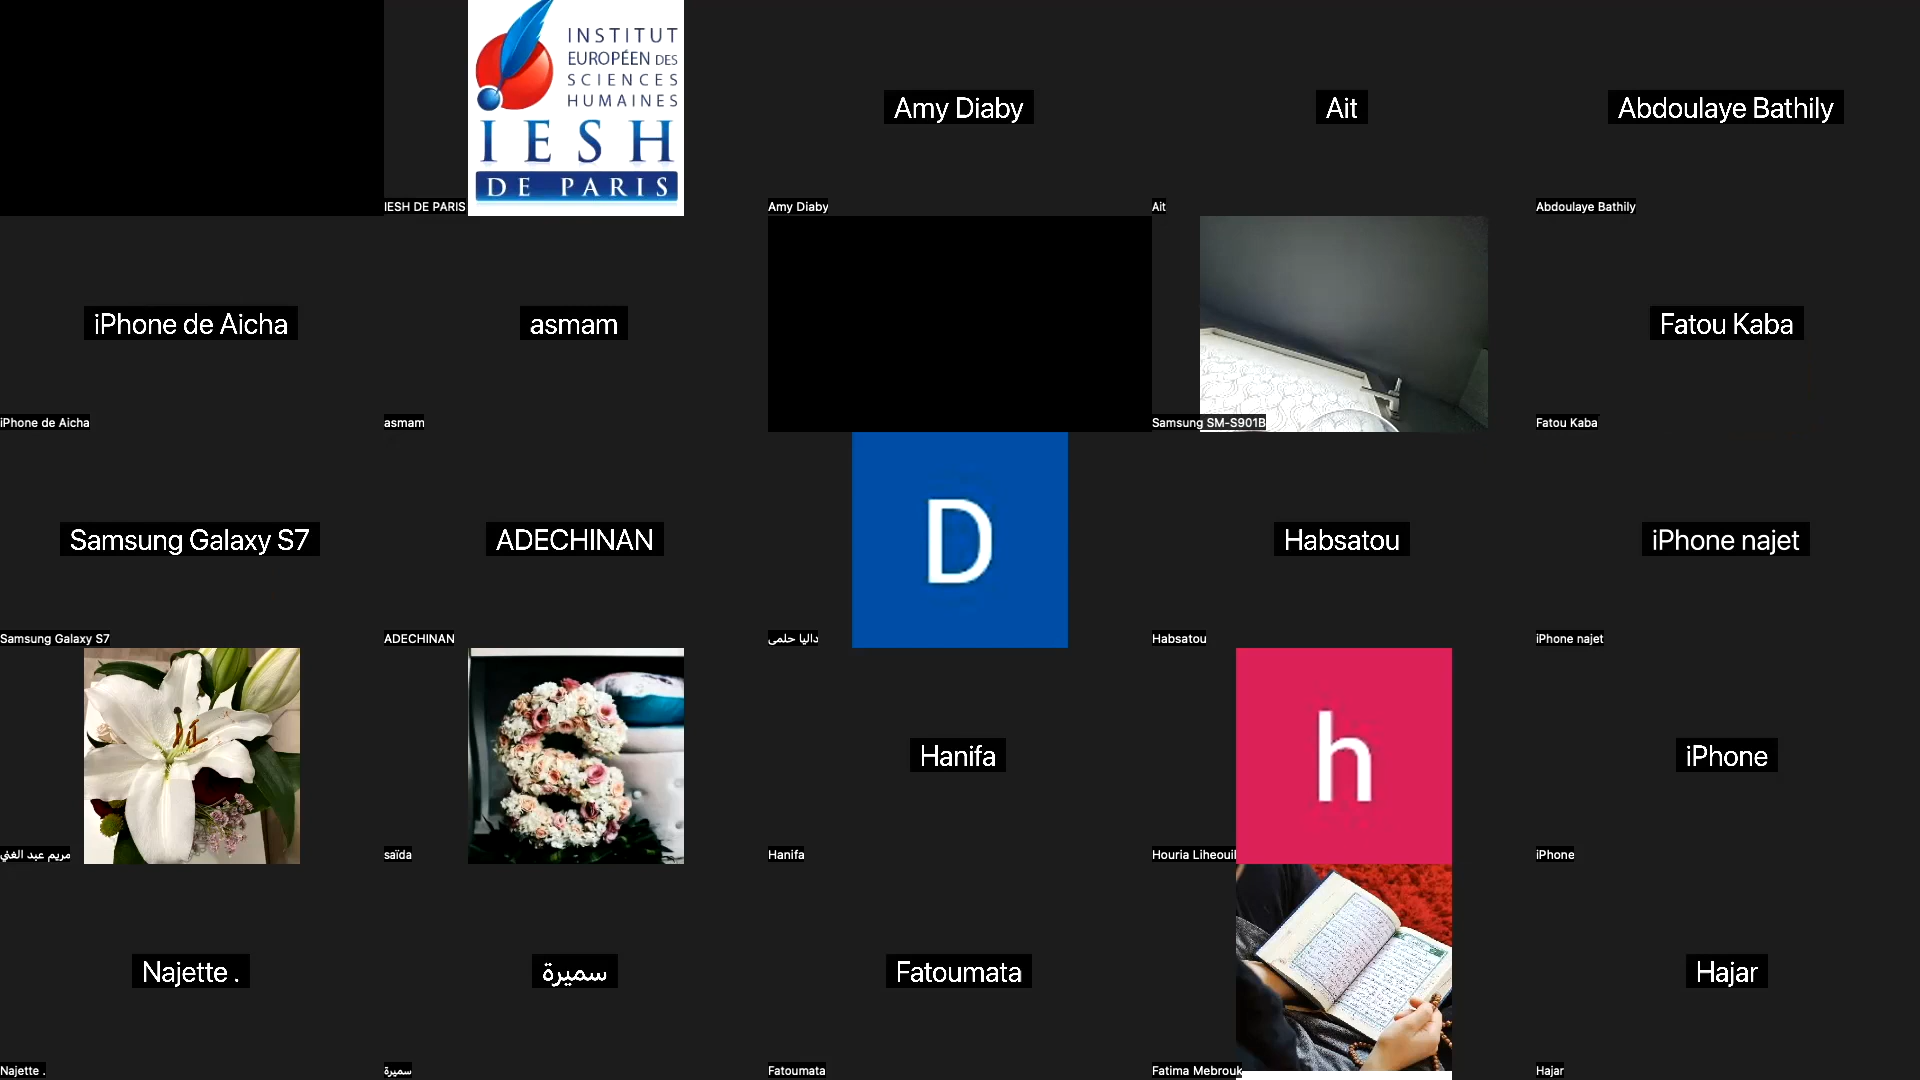 INSTITUT
EUROPÉEN DES
SCIENCES
HUMAINES
IESH
DE PARIS
IESH DE PARIS
Amy Diaby
Amy Diaby
Ait
Ait
Abdoulaye Bathily
Abdoulaye Bathily
iPhone de Aicha
iPhone de Aicha
asmam
asmam
Samsung SM-S901B
Fatou Kaba
Fatou Kaba
Samsung Galaxy S7
Samsung Galaxy S7
ADECHINAN
ADECHINAN
D
داليا حلمى
Habsatou
Habsatou
iPhone najet
iPhone najet
مريم عبد الغني
S
saïda
Hanifa
Hanifa
h
Houria Liheouil
iPhone
iPhone
Najette .
Najette .
سميرة
سميرة
Fatoumata
Fatoumata
Fatima Mebrouk
Hajar
Hajar